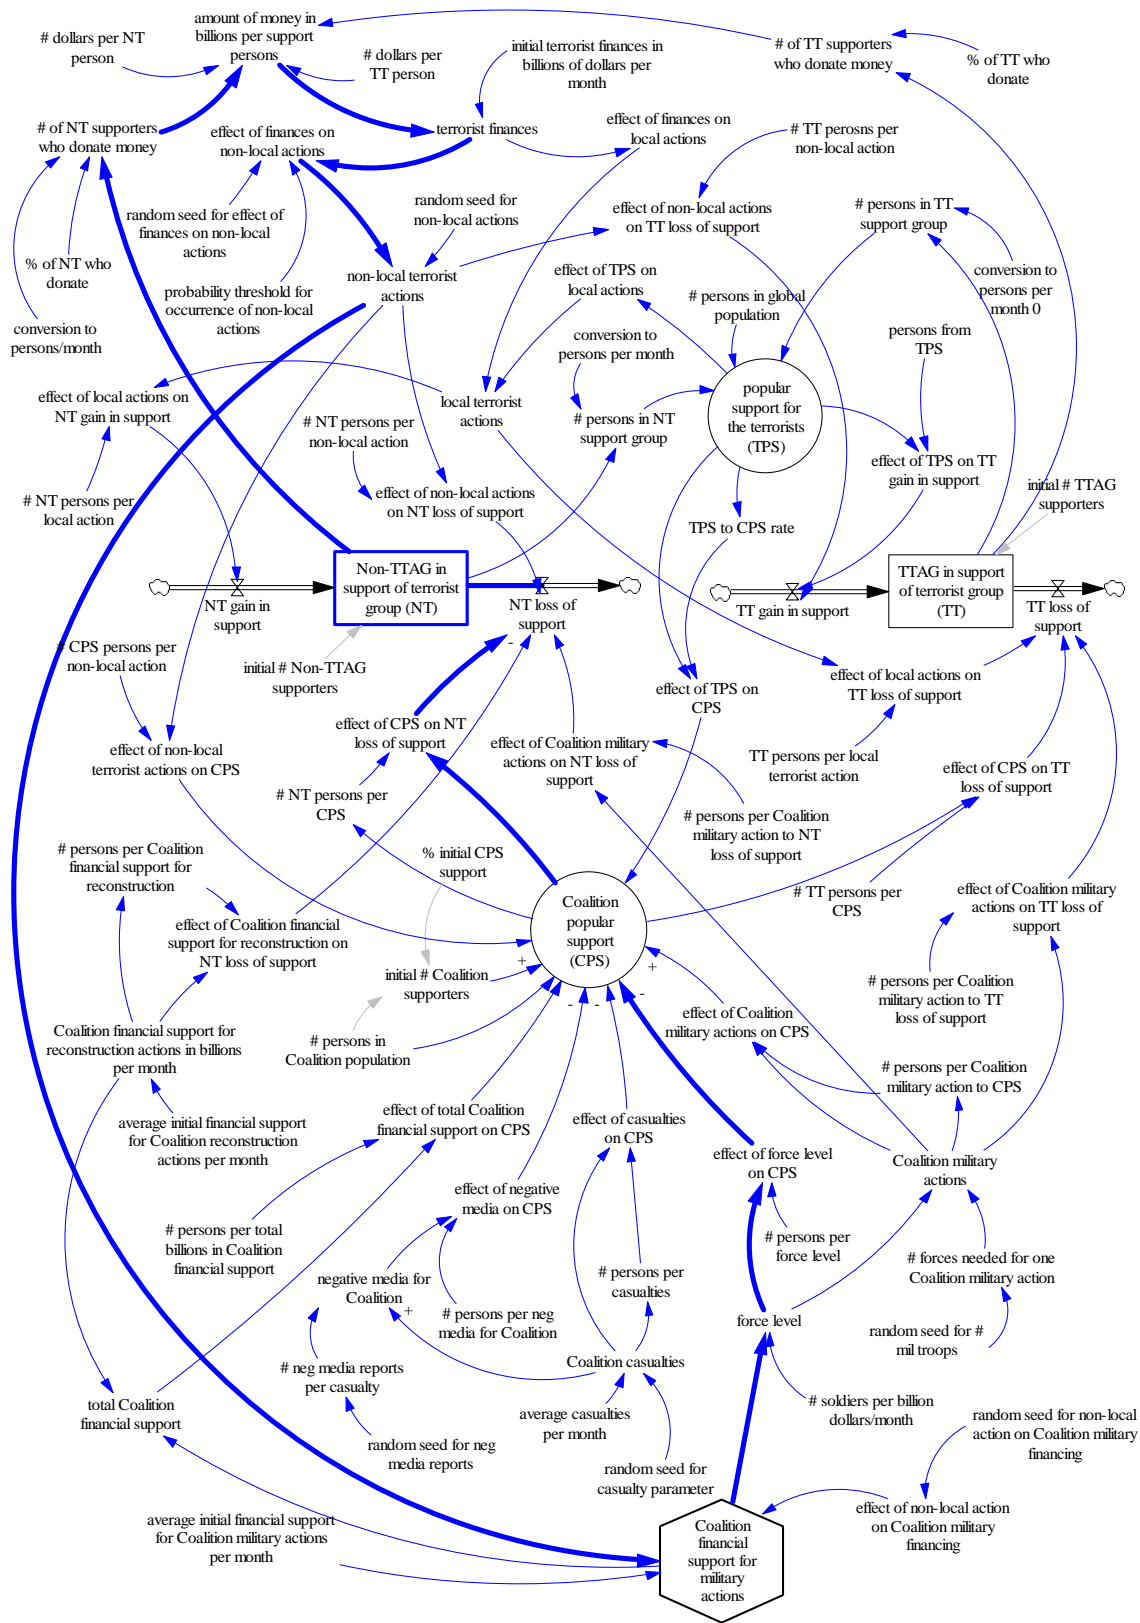 amount of money in
billions per support
persons
# dollars per NT
person
# dollars per
TT person
initial terrorist finances in
billions of dollars per
month
# of TT supporters
who donate money
% of TT who
donate
# of NT supporters
who donate money
effect of finances on
non-local actions
terrorist finances
effect of finances on
local actions
# TT perosns per
non-local action
random seed for effect of
finances on non-local
actions
random seed for
non-local actions
effect of non-local actions
on TT loss of support
# persons in TT
support group
% of NT who
donate
probability threshold for
occurrence of non-local
actions
non-local terrorist
actions
effect of TPS on
local actions
# persons in global
population
conversion to
persons per
month 0
conversion to
persons/month
conversion to
persons per month
persons from
TPS
effect of local actions on
NT gain in support
local terrorist
actions
# NT persons per
non-local action
# persons in NT
support group
popular
support for
the terrorists
(TPS)
effect of TPS on TT
gain in support
# NT persons per
local action
effect of non-local actions
on NT loss of support
TPS to CPS rate
initial # TTAG
supporters
Non-TTAG in
support of terrorist
group (NT)
NT gain in
support
NT loss of
support
-
TT gain in support
TTAG in support
of terrorist group
(TT)
TT loss of
support
# CPS persons per
non-local action
initial # Non-TTAG
supporters
effect of TPS on
CPS
effect of local actions on
TT loss of support
effect of CPS on NT
loss of support
effect of non-local
terrorist actions on CPS
effect of Coalition military
actions on NT loss of
support
TT persons per local
terrorist action
effect of CPS on TT
loss of support
# NT persons per
CPS
# persons per Coalition
military action to NT
loss of support
# persons per Coalition
financial support for
reconstruction
% initial CPS
support
# TT persons per
CPS
effect of Coalition military
actions on TT loss of
support
effect of Coalition financial
support for reconstruction on
NT loss of support
Coalition
popular
support
(CPS)
+
+
-
-
-
initial # Coalition
supporters
# persons per Coalition
military action to TT
loss of support
Coalition financial support for
reconstruction actions in billions
per month
# persons in
Coalition population
effect of Coalition
military actions on CPS
# persons per Coalition
military action to CPS
average initial financial support
for Coalition reconstruction
actions per month
effect of total Coalition
financial support on CPS
effect of casualties
on CPS
effect of force level
on CPS
Coalition military
actions
effect of negative
media on CPS
# persons per total
billions in Coalition
financial support
# persons per
force level
# forces needed for one
Coalition military action
negative media for
Coalition
+
# persons per
casualties
# persons per neg
media for Coalition
force level
random seed for #
mil troops
# neg media reports
per casualty
Coalition casualties
total Coalition
financial support
average casualties
per month
# soldiers per billion
dollars/month
random seed for non-local
action on Coalition military
financing
random seed for neg
media reports
random seed for
casualty parameter
average initial financial support
for Coalition military actions
per month
Coalition
financial
support for
military
actions
effect of non-local action
on Coalition military
financing